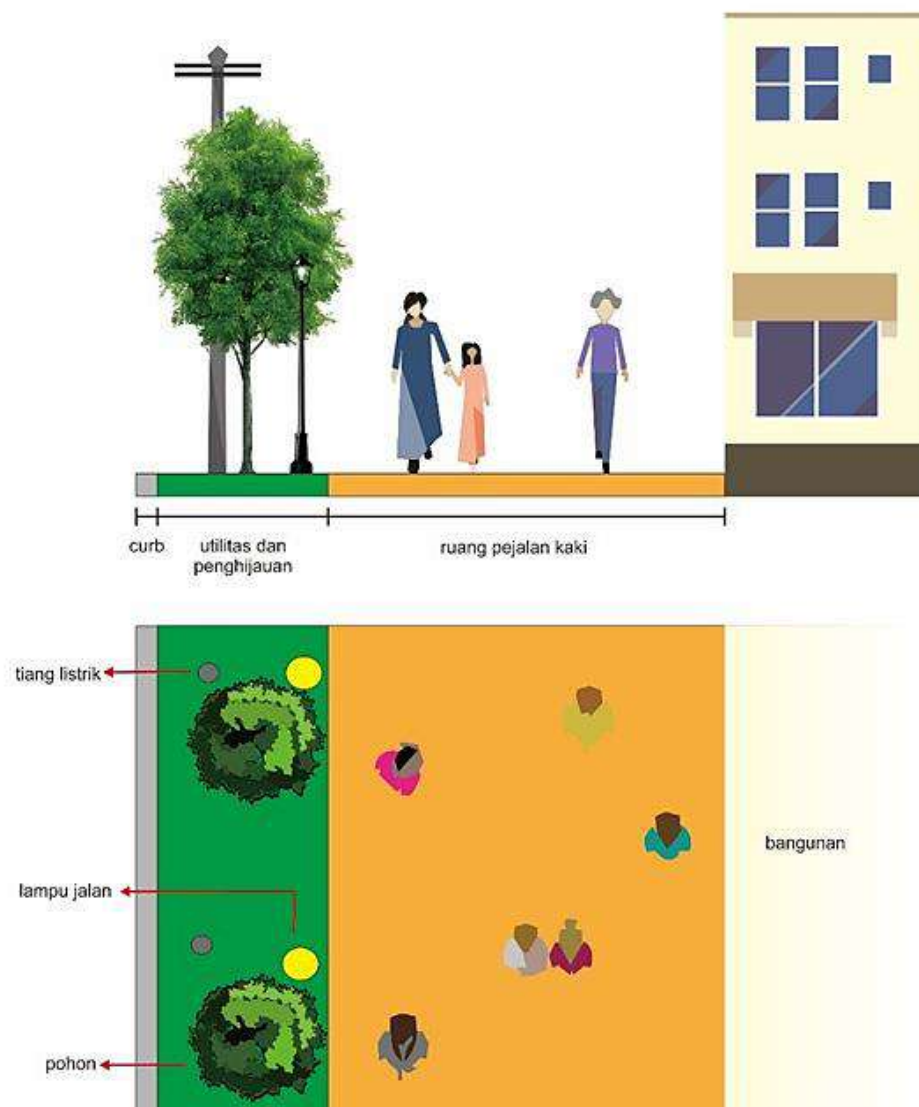 curb
utilitas dan
penghijauan
ruang pejalan kaki
tiang listrik
lampu jalan
bangunan
pohon